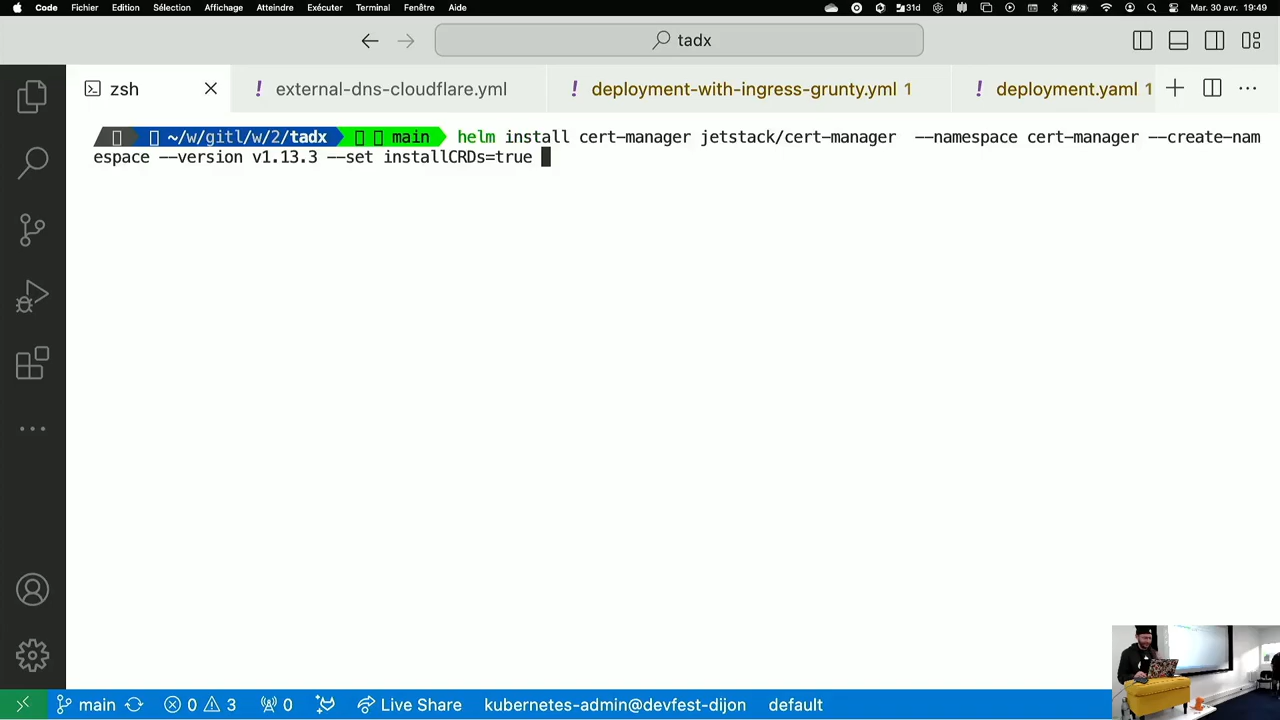 Code Fichier Edition Sélection Affichage Atteindre Exécuter Terminal Fenêtre Aide 31d Mar. 30 avr. 19:49
tadx
zsh
! external-dns-cloudflare.yml
! deployment-with-ingress-grunty.yml 1
! deployment.yaml 1
~/w/gitl/w/2/tadx main helm install cert-manager jetstack/cert-manager --namespace cert-manager --create-nam
espace --version v1.13.3 --set installCRDs=true
main 0 3 0 Live Share kubernetes-admin@devfest-dijon default